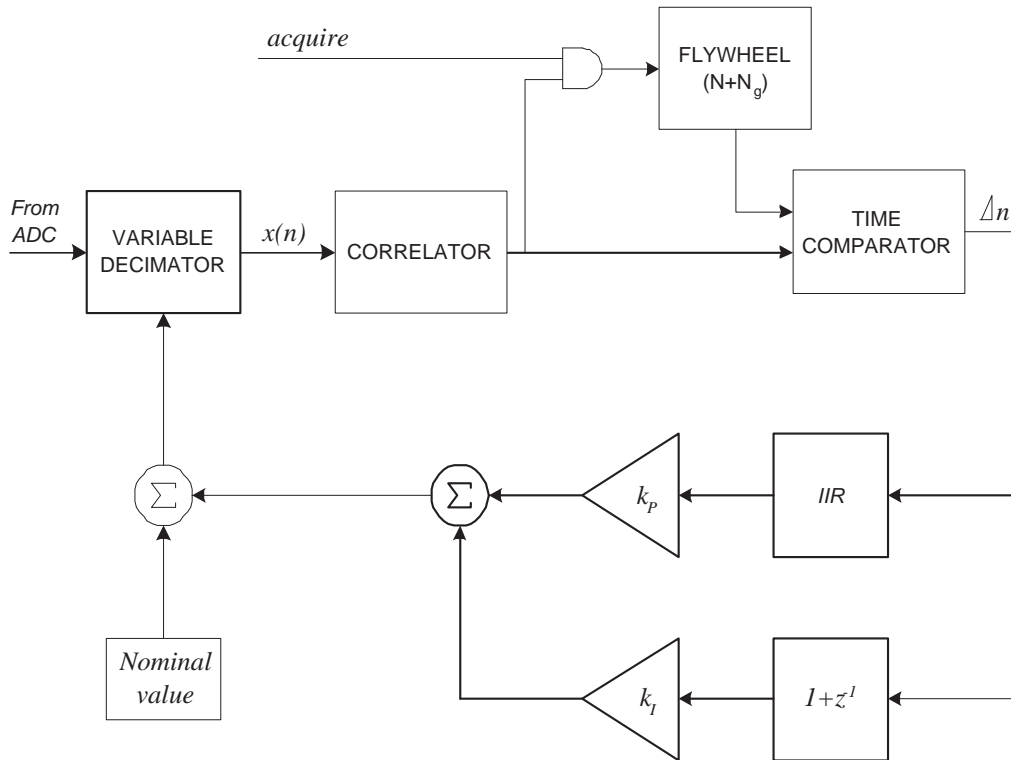 acquire
FLYWHEEL
(N+N_g)
From
ADC
VARIABLE
DECIMATOR
x(n)
CORRELATOR
TIME
COMPARATOR
Δn
Σ
Σ
k_P
IIR
Nominal
value
k_I
1+z^-1